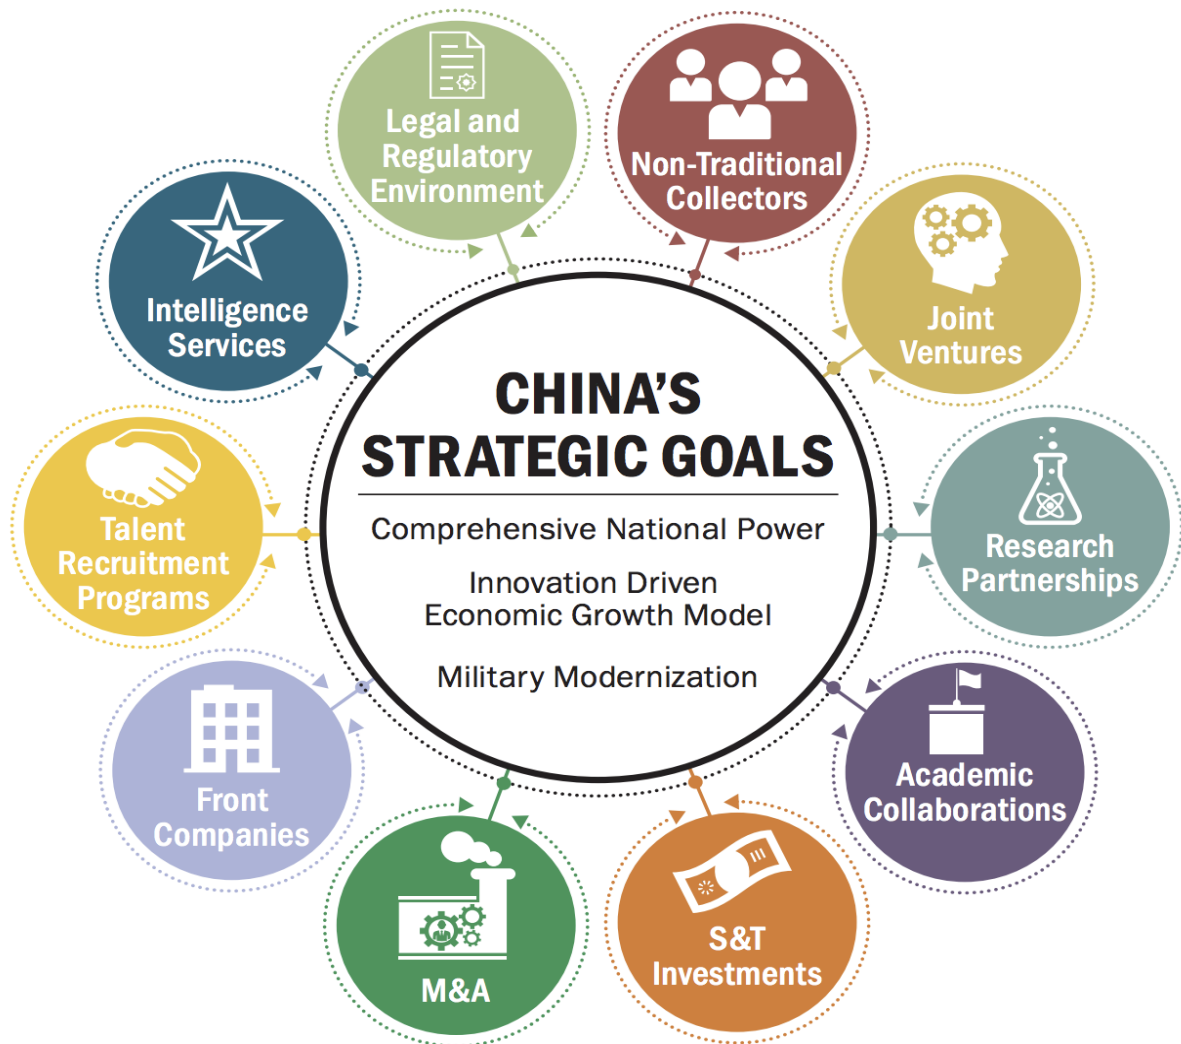 CHINA'S
STRATEGIC GOALS
Comprehensive National Power
Innovation Driven
Economic Growth Model
Military Modernization
Legal and
Regulatory
Environment
Non-Traditional
Collectors
Joint
Ventures
Research
Partnerships
Academic
Collaborations
S&T
Investments
M&A
Front
Companies
Talent
Recruitment
Programs
Intelligence
Services